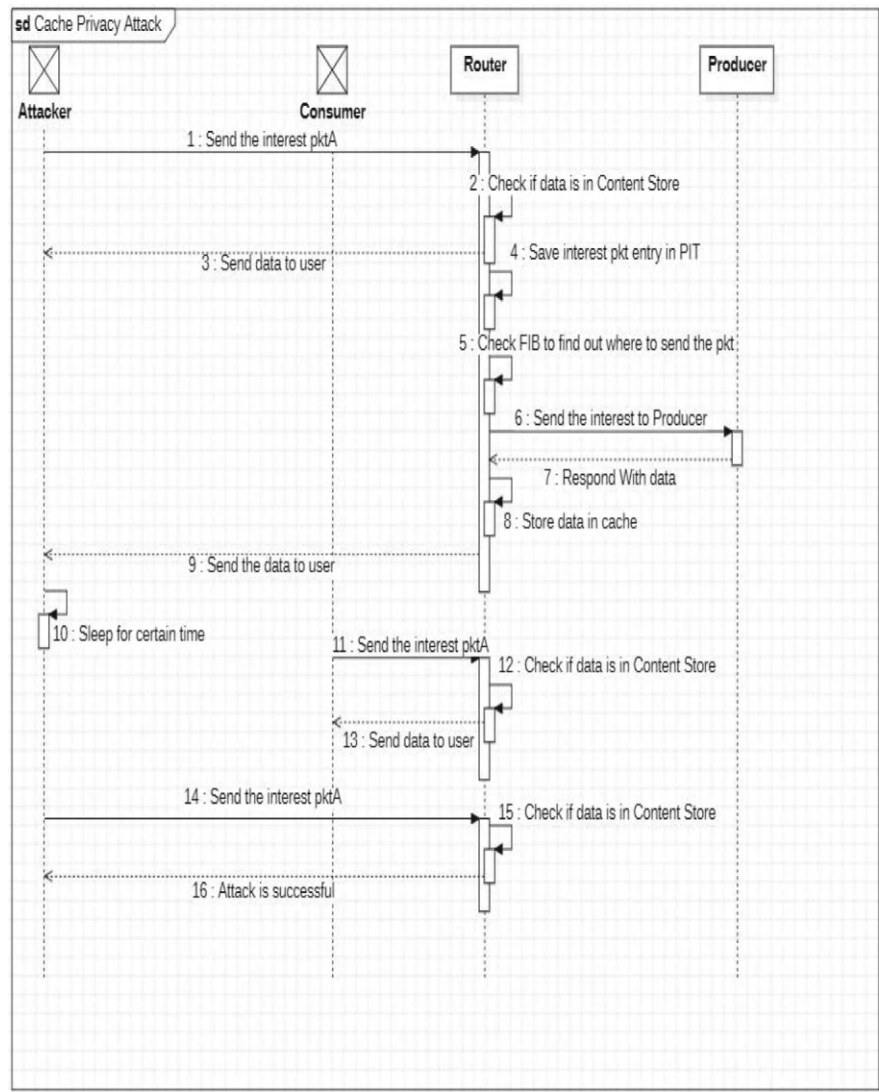 sd Cache Privacy Attack
Attacker
Consumer
Router
Producer
1 : Send the interest pktA
2 : Check if data is in Content Store
3 : Send data to user
4 : Save interest pkt entry in PIT
5 : Check FIB to find out where to send the pkt
6 : Send the interest to Producer
7 : Respond With data
8 : Store data in cache
9 : Send the data to user
10 : Sleep for certain time
11 : Send the interest pktA
12 : Check if data is in Content Store
13 : Send data to user
14 : Send the interest pktA
15 : Check if data is in Content Store
16 : Attack is successful